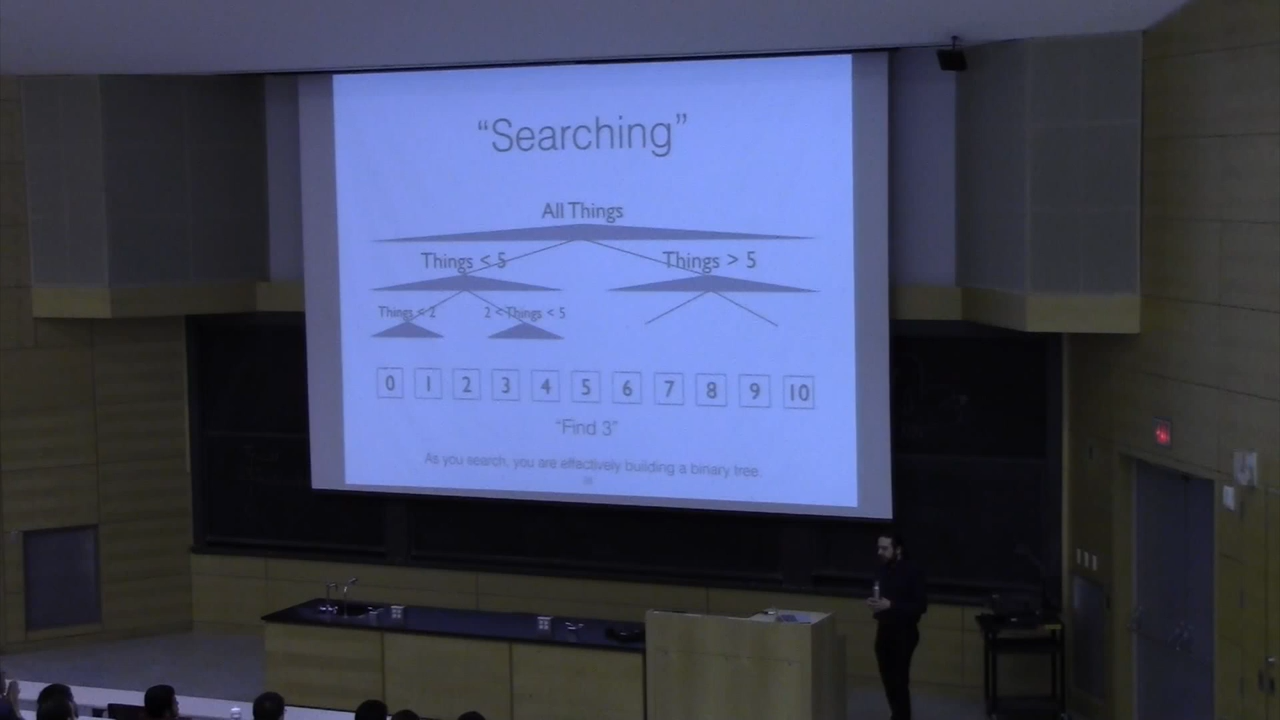 “Searching”
All Things
Things < 5 Things > 5
Things < 2 2 < Things < 5
0 1 2 3 4 5 6 7 8 9 10
“Find 3”
As you search, you are effectively building a binary tree.